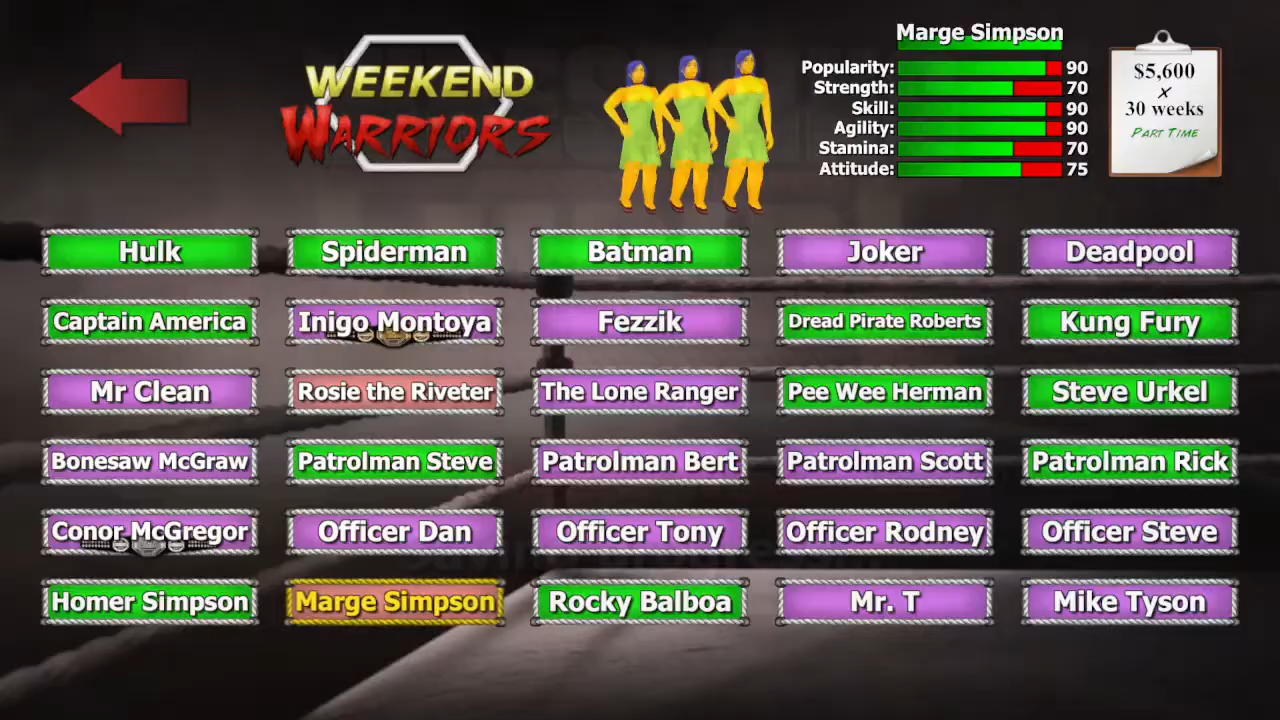 WEEKEND
WARRIORS
Marge Simpson
Popularity: 90
Strength: 70
Skill: 90
Agility: 90
Stamina: 70
Attitude: 75
$5,600
x
30 weeks
PART TIME
Hulk
Spiderman
Batman
Joker
Deadpool
Captain America
Inigo Montoya
Fezzik
Dread Pirate Roberts
Kung Fury
Mr Clean
Rosie the Riveter
The Lone Ranger
Pee Wee Herman
Steve Urkel
Bonesaw McGraw
Patrolman Steve
Patrolman Bert
Patrolman Scott
Patrolman Rick
Conor McGregor
Officer Dan
Officer Tony
Officer Rodney
Officer Steve
Homer Simpson
Marge Simpson
Rocky Balboa
Mr. T
Mike Tyson